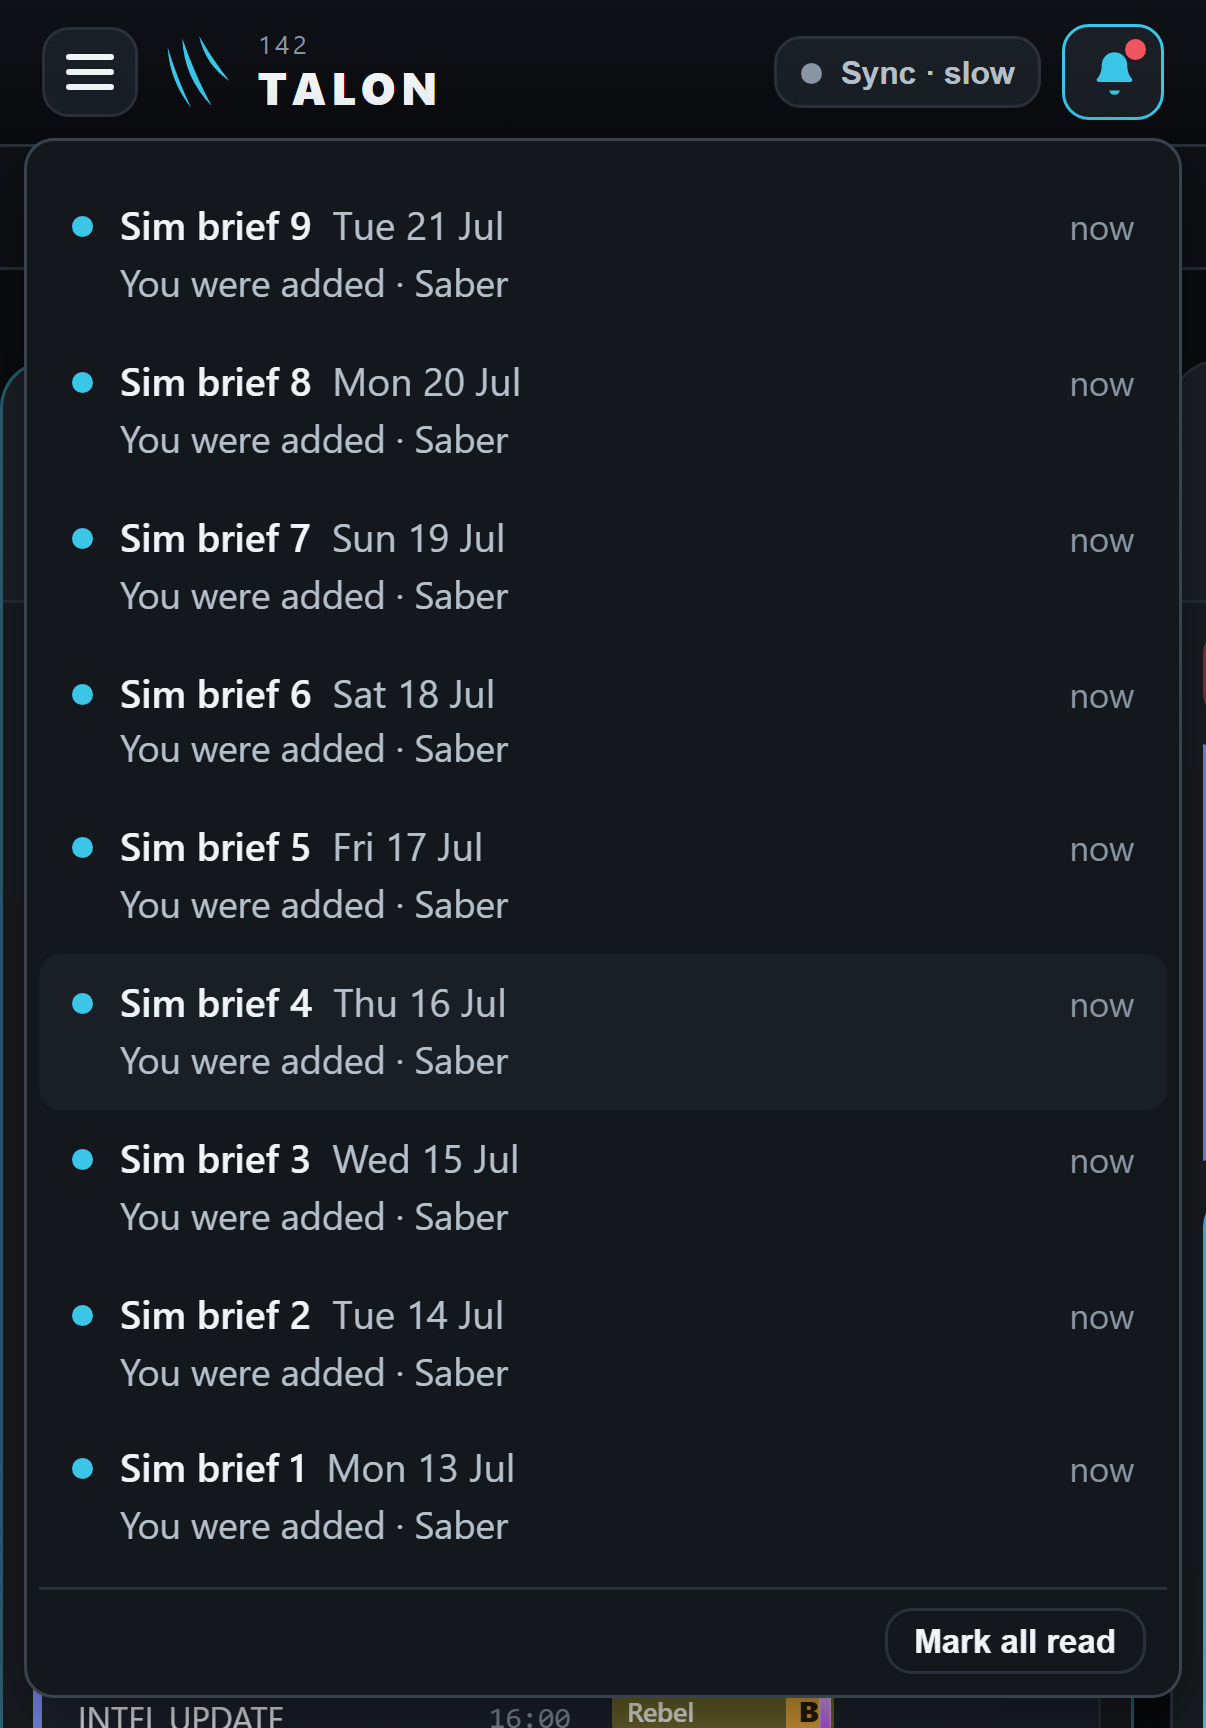 142
TALON
Sync · slow
Sim brief 9 Tue 21 Jul now
You were added · Saber
Sim brief 8 Mon 20 Jul now
You were added · Saber
Sim brief 7 Sun 19 Jul now
You were added · Saber
Sim brief 6 Sat 18 Jul now
You were added · Saber
Sim brief 5 Fri 17 Jul now
You were added · Saber
Sim brief 4 Thu 16 Jul now
You were added · Saber
Sim brief 3 Wed 15 Jul now
You were added · Saber
Sim brief 2 Tue 14 Jul now
You were added · Saber
Sim brief 1 Mon 13 Jul now
You were added · Saber
Mark all read
INTEL UPDATE 16:00 Rebel B